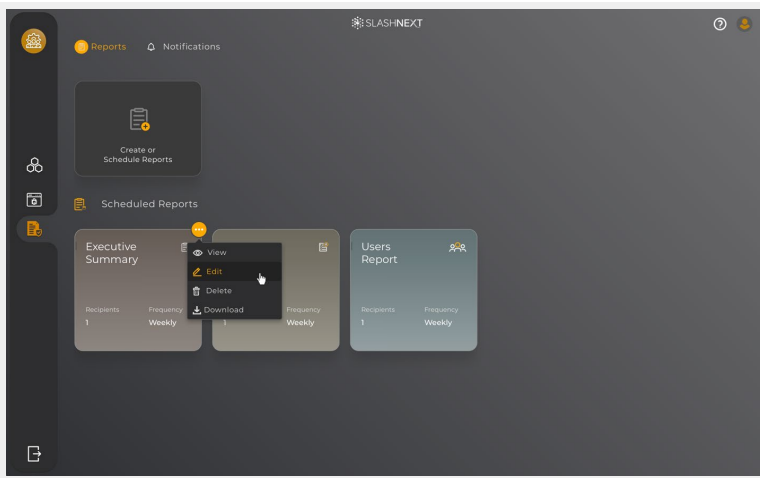 SLASHNEXT
Reports
Notifications
Create or
Schedule Reports
Scheduled Reports
Executive
Summary
Recipients
Frequency
1
Weekly
View
Edit
Delete
Download
Frequency
1
Weekly
Users
Report
Recipients
Frequency
1
Weekly